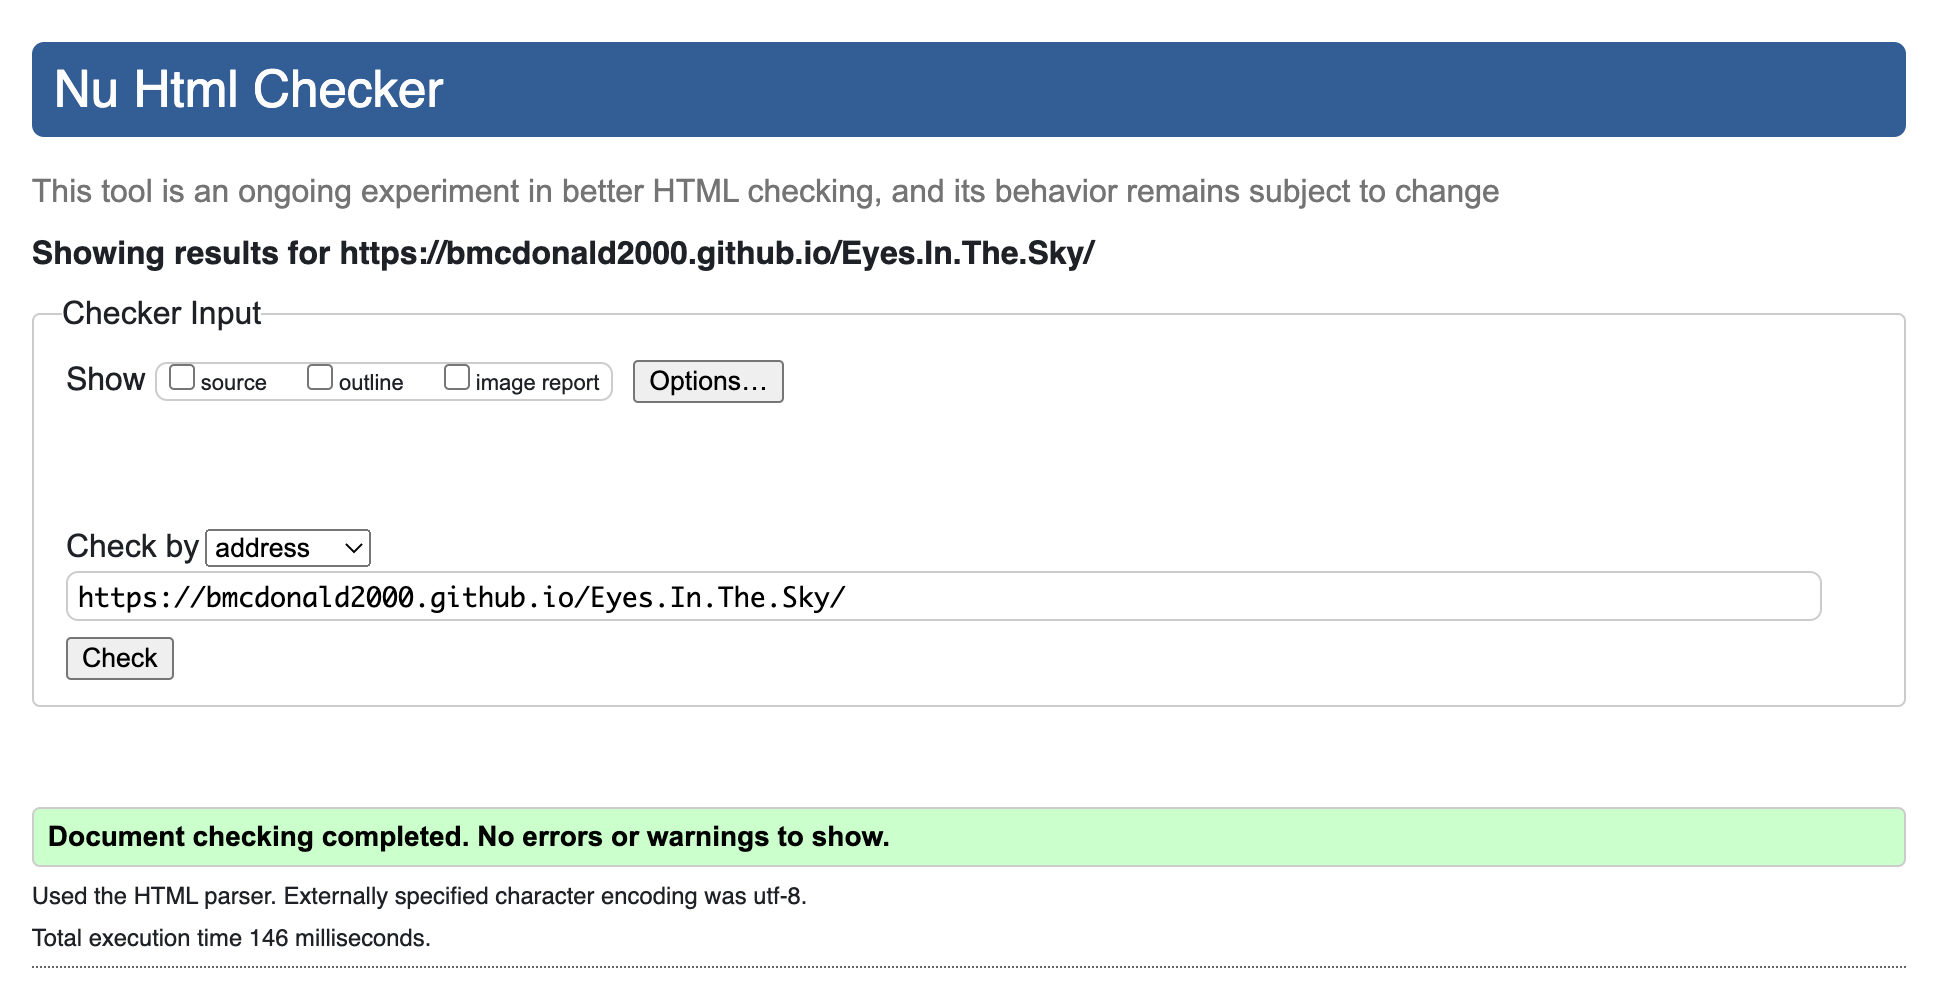 Nu Html Checker
This tool is an ongoing experiment in better HTML checking, and its behavior remains subject to change
Showing results for https://bmcdonald2000.github.io/Eyes.In.The.Sky/
Checker Input
Show source outline image report Options…
Check by address
https://bmcdonald2000.github.io/Eyes.In.The.Sky/
Check
Document checking completed. No errors or warnings to show.
Used the HTML parser. Externally specified character encoding was utf-8.
Total execution time 146 milliseconds.